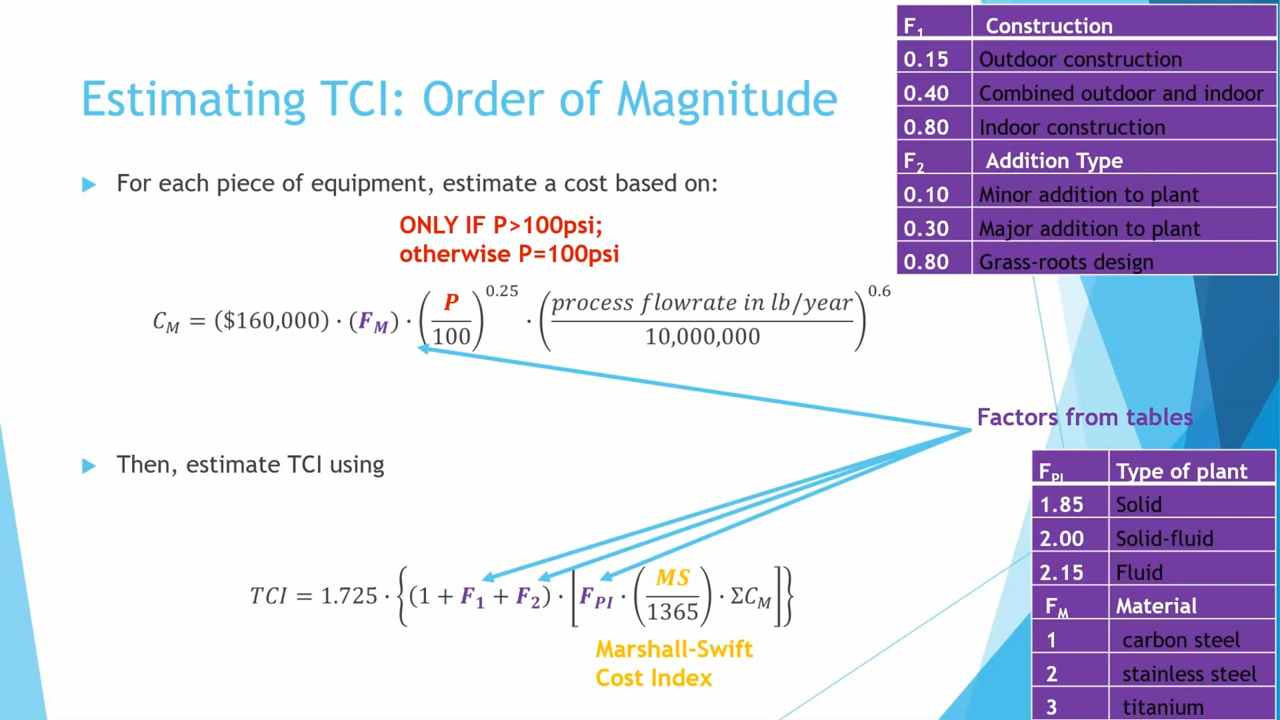 Estimating TCI: Order of Magnitude
For each piece of equipment, estimate a cost based on:
ONLY IF P>100psi;
otherwise P=100psi
C_M = ($160,000) · (F_M) · (P/100)^0.25 · (process flowrate in lb/year / 10,000,000)^0.6
Factors from tables
Then, estimate TCI using
TCI = 1.725 · {(1 + F_1 + F_2) · [F_PI · (MS/1365) · ΣC_M]}
Marshall-Swift
Cost Index
F_1 Construction
0.15 Outdoor construction
0.40 Combined outdoor and indoor
0.80 Indoor construction
F_2 Addition Type
0.10 Minor addition to plant
0.30 Major addition to plant
0.80 Grass-roots design
F_PI Type of plant
1.85 Solid
2.00 Solid-fluid
2.15 Fluid
F_M Material
1 carbon steel
2 stainless steel
3 titanium